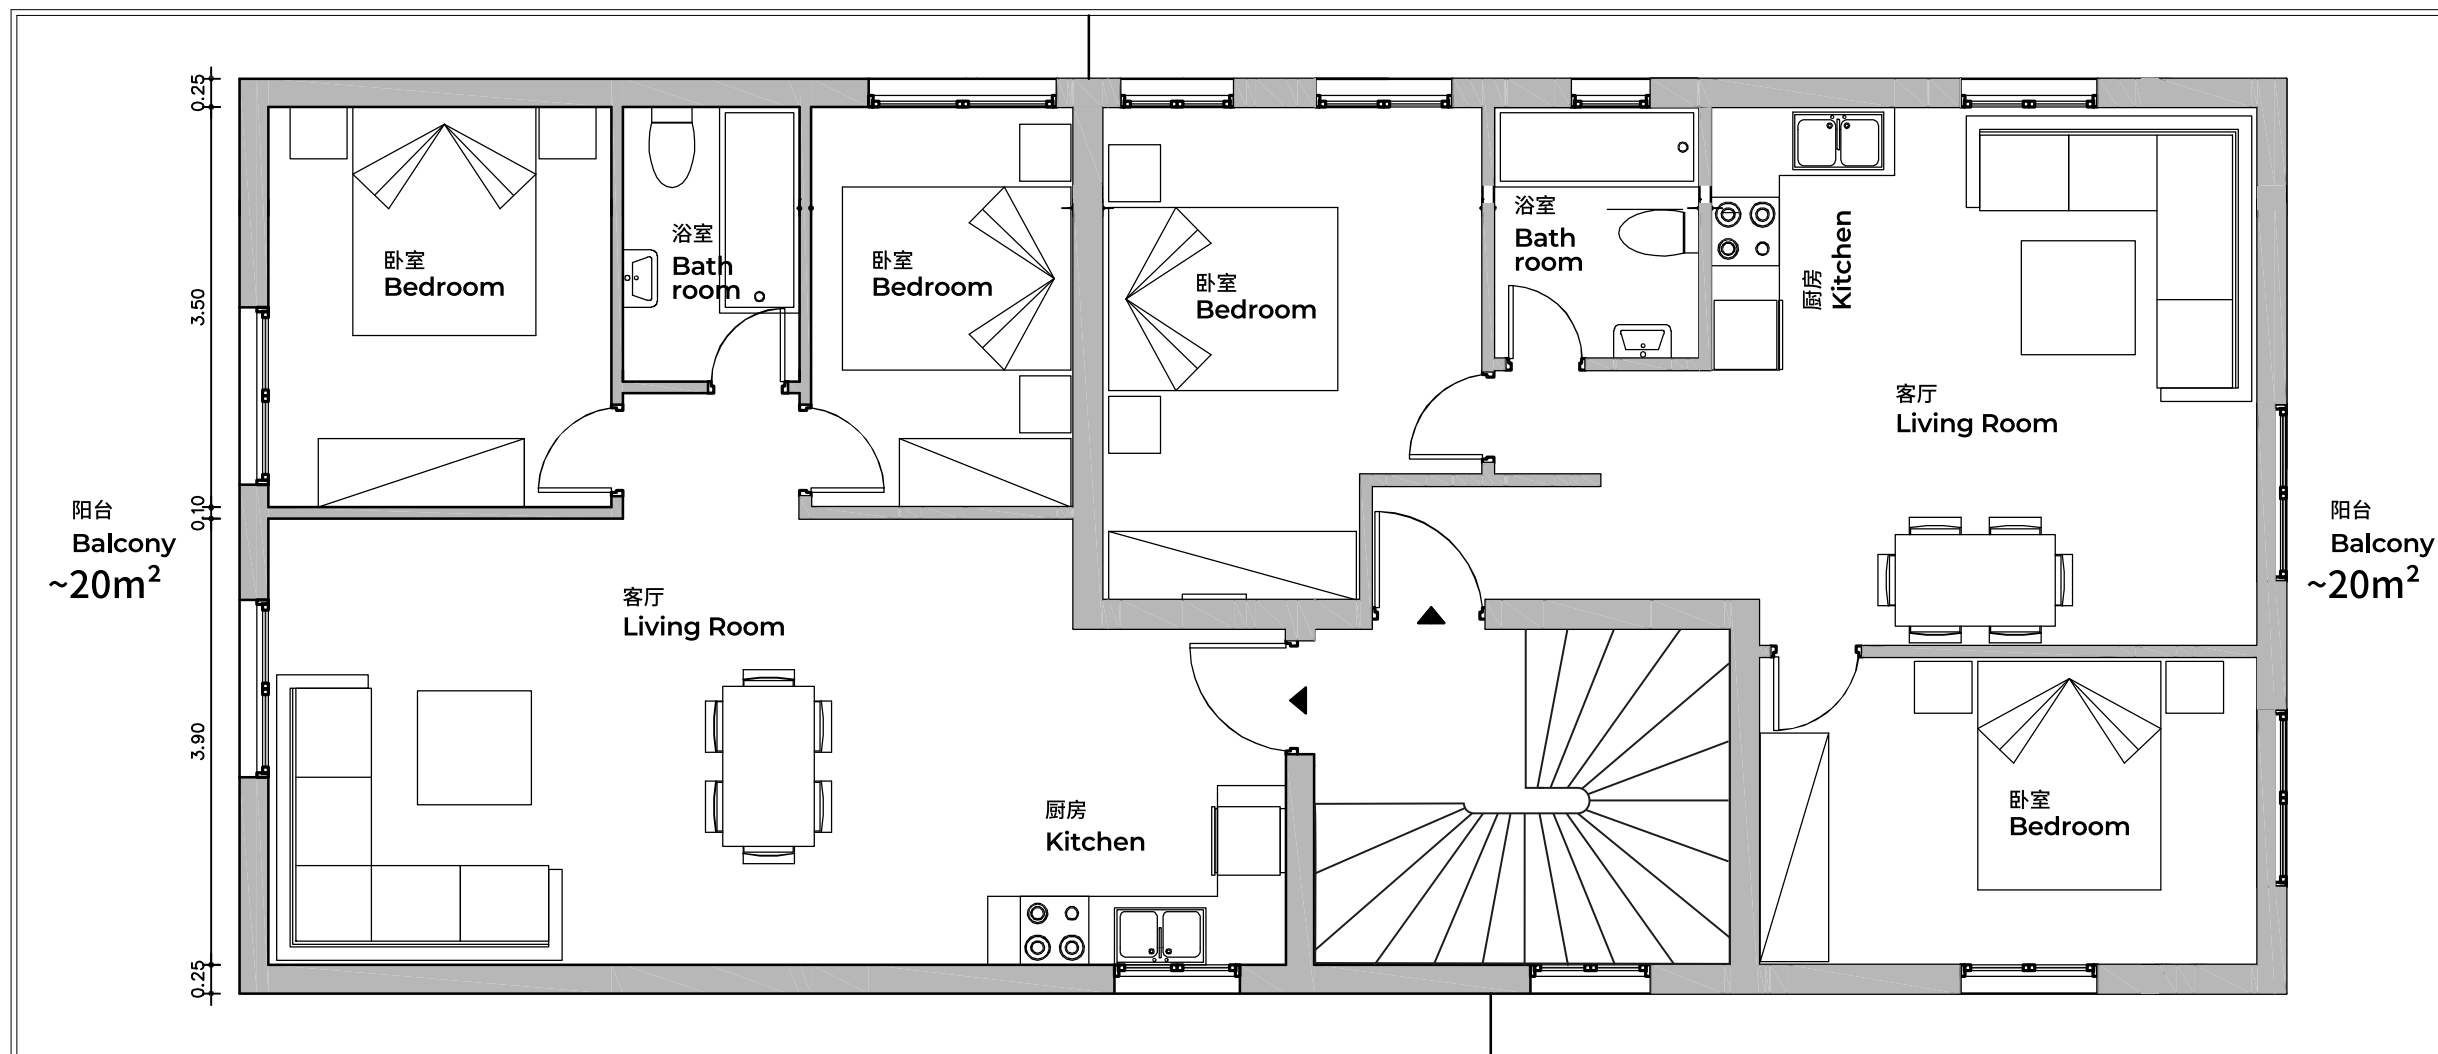 0.25
3.50
0.10
3.90
0.25
阳台
Balcony
~20m²
卧室
Bedroom
浴室
Bath
room
卧室
Bedroom
客厅
Living Room
厨房
Kitchen
卧室
Bedroom
浴室
Bath
room
厨房
Kitchen
客厅
Living Room
卧室
Bedroom
阳台
Balcony
~20m²